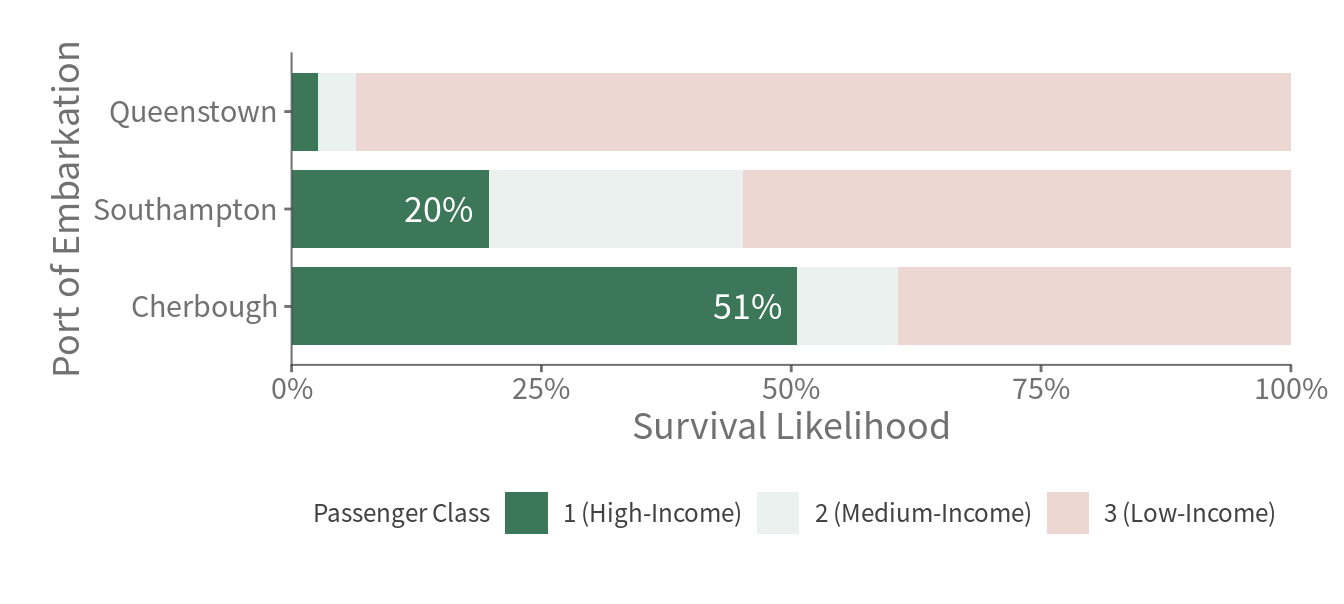 Port of Embarkation
Queenstown
Southampton
20%
Cherbough
51%
0% 25% 50% 75% 100%
Survival Likelihood
Passenger Class 1 (High-Income) 2 (Medium-Income) 3 (Low-Income)